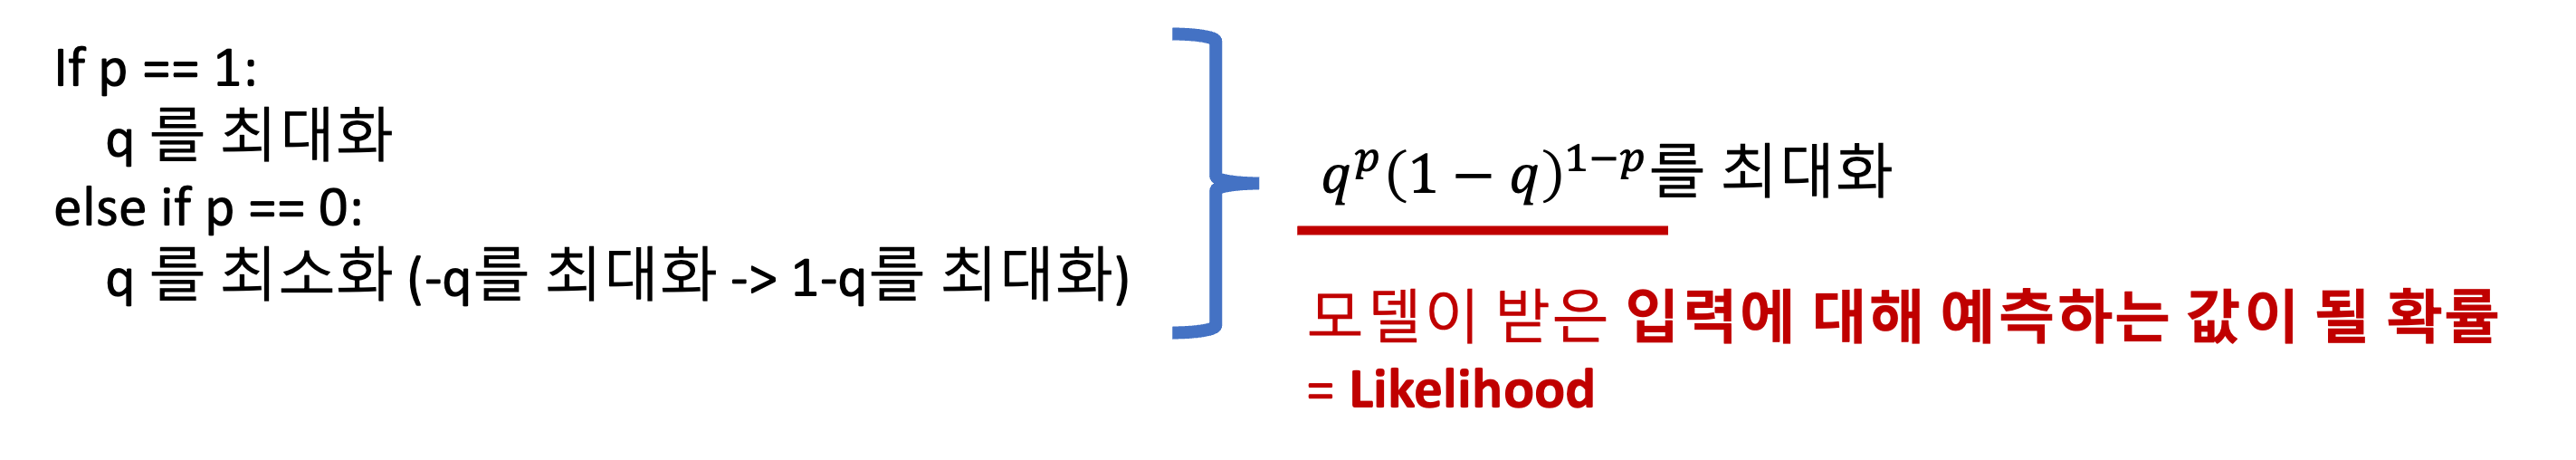 If p == 1:
q 를 최대화
else if p == 0:
q 를 최소화 (-q를 최대화 -> 1-q를 최대화)
q^p(1 − q)^{1−p}를 최대화
모델이 받은 입력에 대해 예측하는 값이 될 확률
= Likelihood